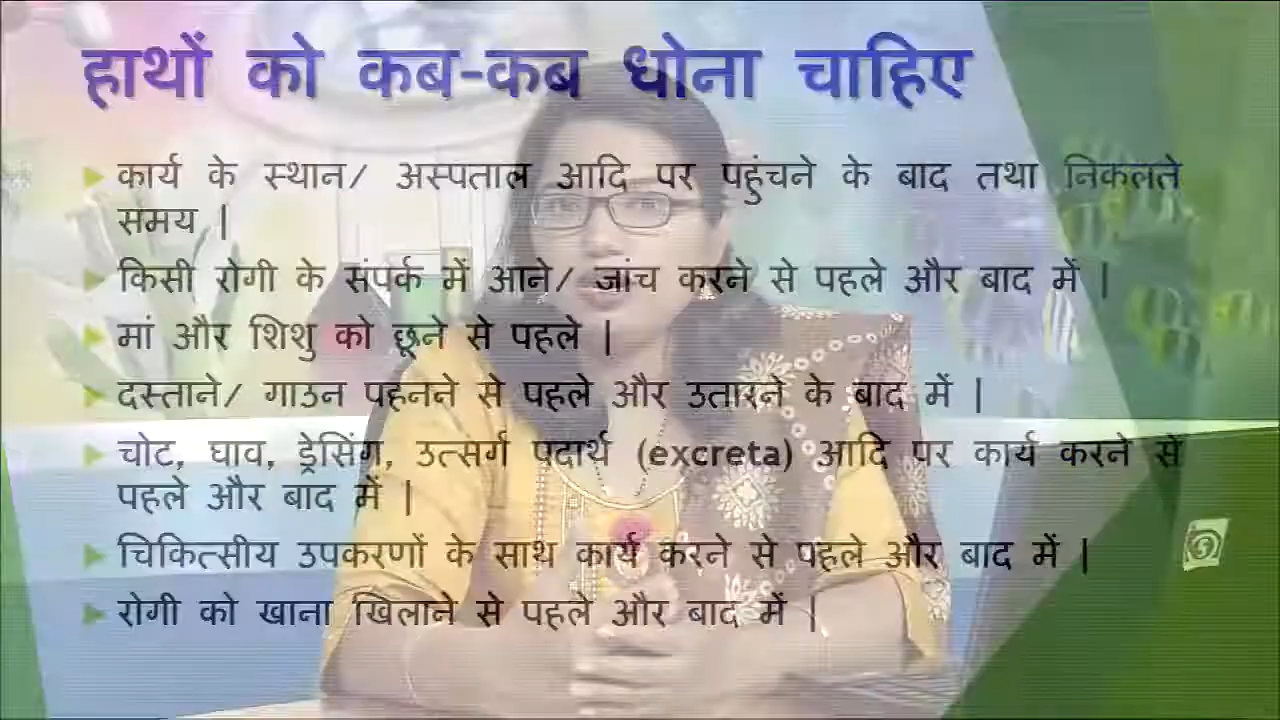 हाथों को कब-कब धोना चाहिए
कार्य के स्थान/ अस्पताल आदि पर पहुंचने के बाद तथा निकलते
समय |
किसी रोगी के संपर्क में आने/ जांच करने से पहले और बाद में |
मां और शिशु को छूने से पहले |
दस्ताने/ गाउन पहनने से पहले और उतारने के बाद में |
चोट, घाव, ड्रेसिंग, उत्सर्ग पदार्थ (excreta) आदि पर कार्य करने से
पहले और बाद में |
चिकित्सीय उपकरणों के साथ कार्य करने से पहले और बाद में |
रोगी को खाना खिलाने से पहले और बाद में |